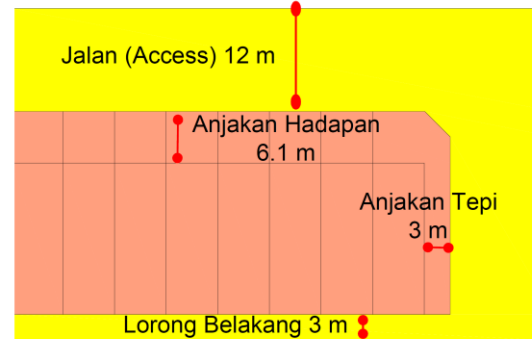 Jalan (Access) 12 m
Anjakan Hadapan
6.1 m
Anjakan Tepi
3 m
Lorong Belakang 3 m